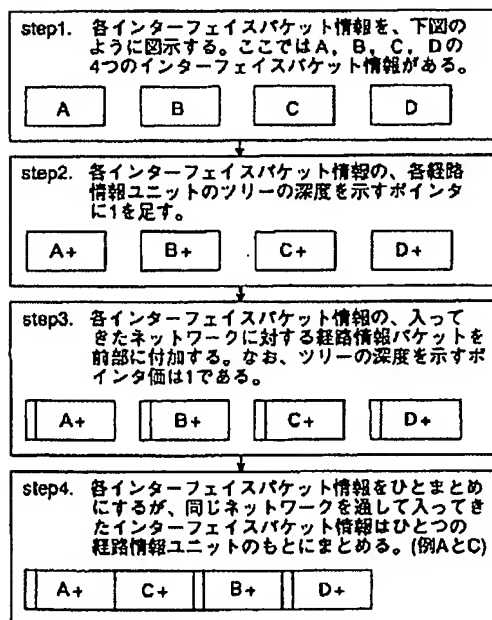 step1. 各インターフェイスパケット情報を、下図の
ように図示する。ここではA, B, C, Dの
4つのインターフェイスパケット情報がある。
A B C D
step2. 各インターフェイスパケット情報の、各経路
情報ユニットのツリーの深度を示すポインタ
に1を足す。
A+ B+ C+ D+
step3. 各インターフェイスパケット情報の、入って
きたネットワークに対する経路情報パケットを
前部に付加する。なお、ツリーの深度を示すポ
インタ価は1である。
A+ B+ C+ D+
step4. 各インターフェイスパケット情報をひとまとめ
にするが、同じネットワークを通して入ってき
たインターフェイスパケット情報はひとつの
経路情報ユニットのもとにまとめる。(例AとC)
A+ C+ B+ D+